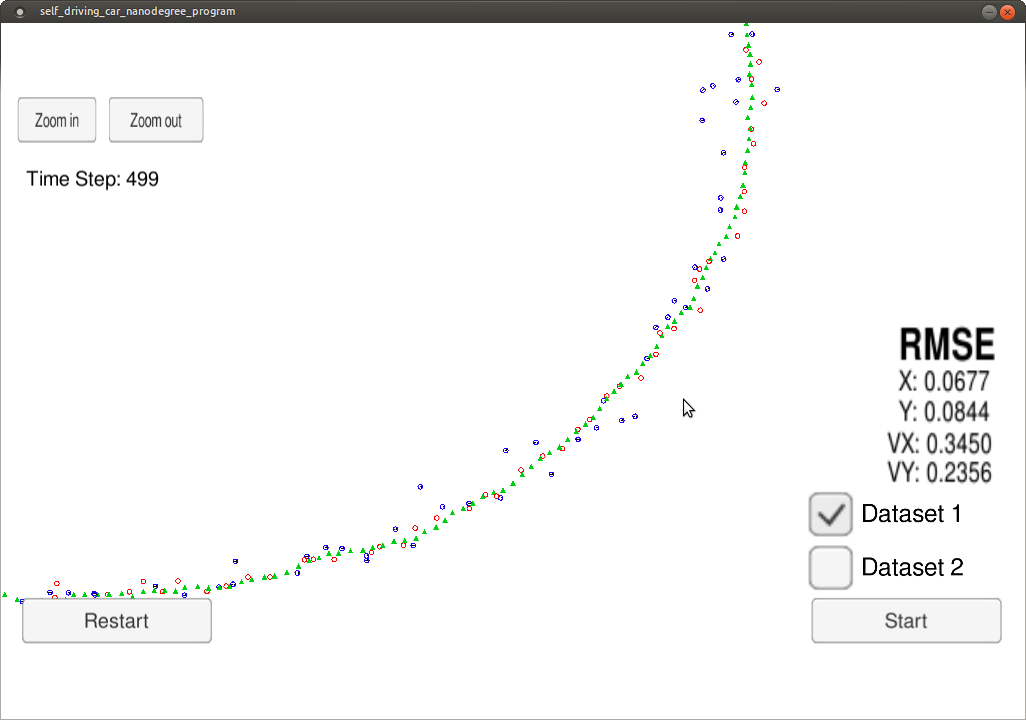 self_driving_car_nanodegree_program
Zoom in
Zoom out
Time Step: 499
RMSE
X: 0.0677
Y: 0.0844
VX: 0.3450
VY: 0.2356
Dataset 1
Dataset 2
Restart
Start